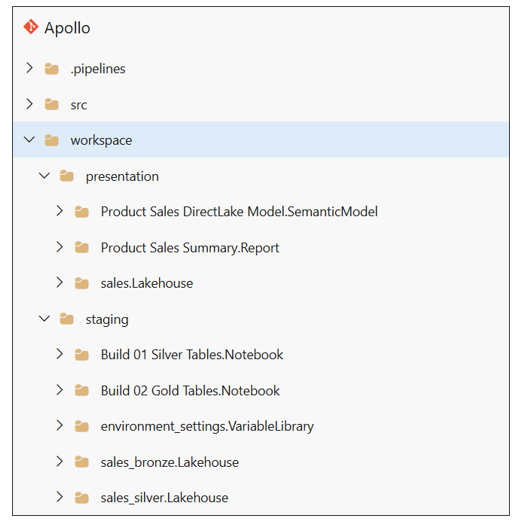 Apollo
.pipelines
src
workspace
presentation
Product Sales DirectLake Model.SemanticModel
Product Sales Summary.Report
sales.Lakehouse
staging
Build 01 Silver Tables.Notebook
Build 02 Gold Tables.Notebook
environment_settings.VariableLibrary
sales_bronze.Lakehouse
sales_silver.Lakehouse